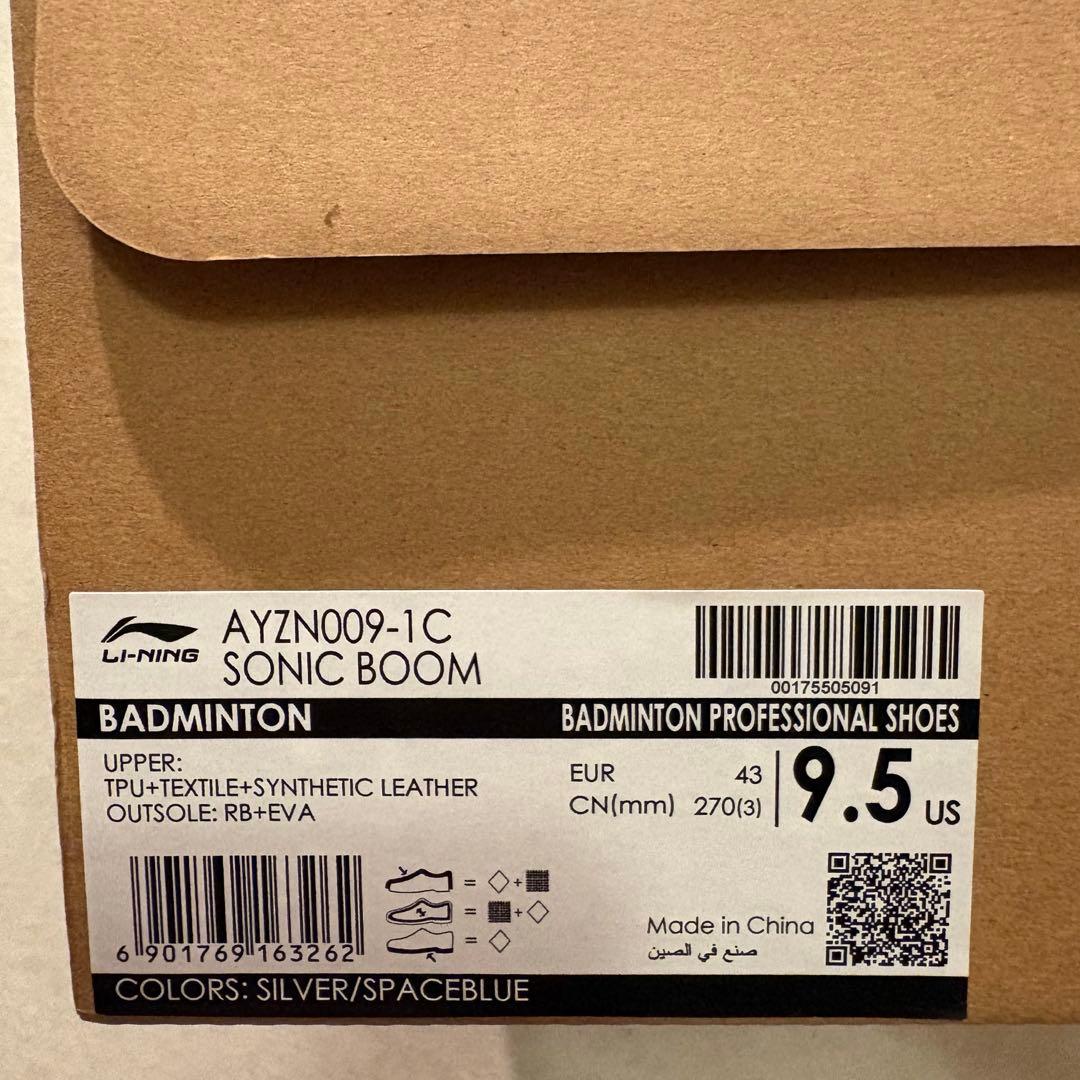 LI-NING
AYZN009-1C
SONIC BOOM
00175505091
BADMINTON
BADMINTON PROFESSIONAL SHOES
UPPER:
TPU+TEXTILE+SYNTHETIC LEATHER
OUTSOLE: RB+EVA
EUR 43
CN(mm) 270(3)
9.5 US
6 901769 163262
Made in China
صنع في الصين
COLORS: SILVER/SPACEBLUE